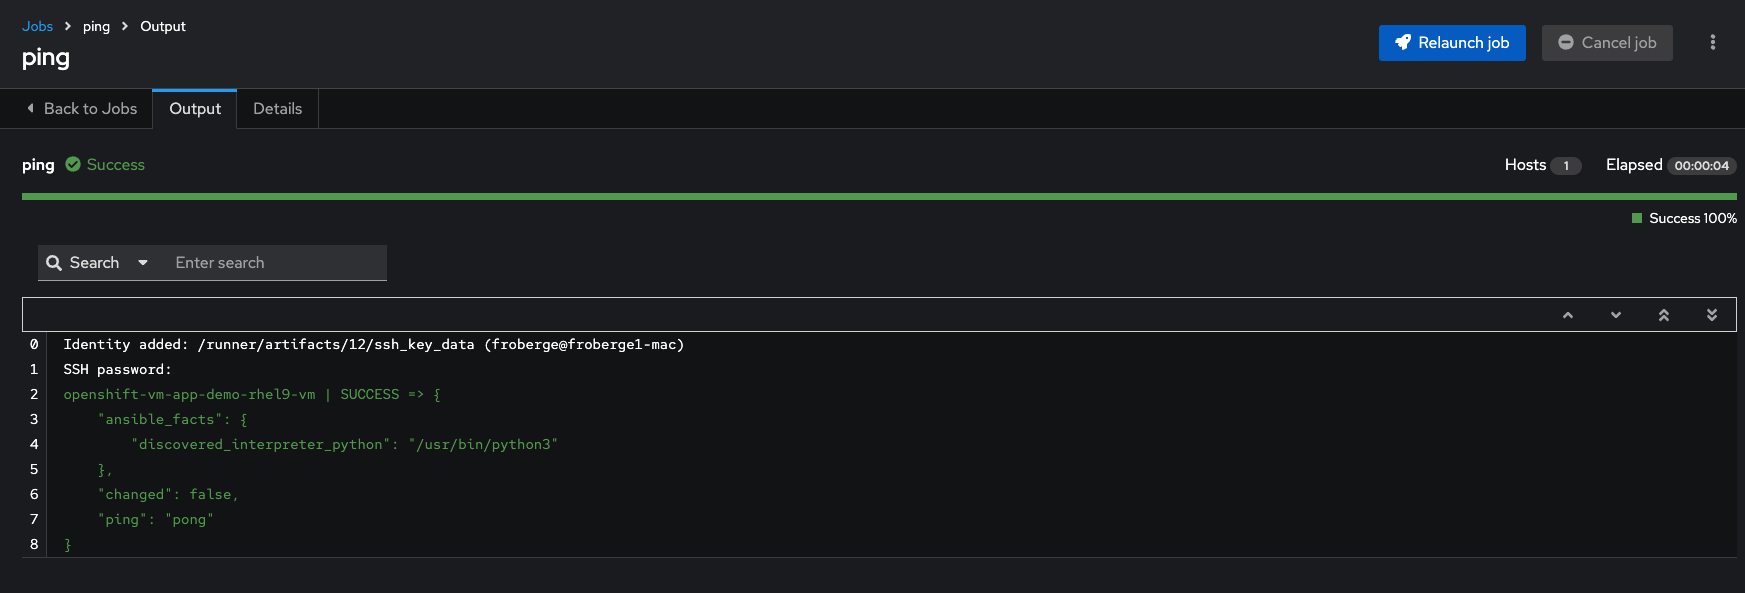 Jobs > ping > Output
ping
Relaunch job
Cancel job
Back to Jobs
Output
Details
ping Success
Hosts 1
Elapsed 00:00:04
Success 100%
Search
Enter search
0 Identity added: /runner/artifacts/12/ssh_key_data (froberge@froberge1-mac)
1 SSH password:
2 openshift-vm-app-demo-rhel9-vm | SUCCESS => {
3     "ansible_facts": {
4         "discovered_interpreter_python": "/usr/bin/python3"
5     },
6     "changed": false,
7     "ping": "pong"
8 }